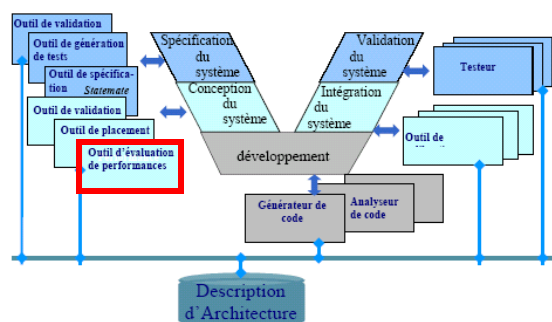 Outil de validation
Outil de génération
de tests
Outil de spécifica-
tion Statemate
Outil de validation
Outil de placement
Outil d'évaluation
de performances
Spécification
du
système
Conception
du
système
Validation
du
système
Intégration
du
système
développement
Testeur
Outil de
Générateur de
code
Analyseur
de code
Description
d'Architecture